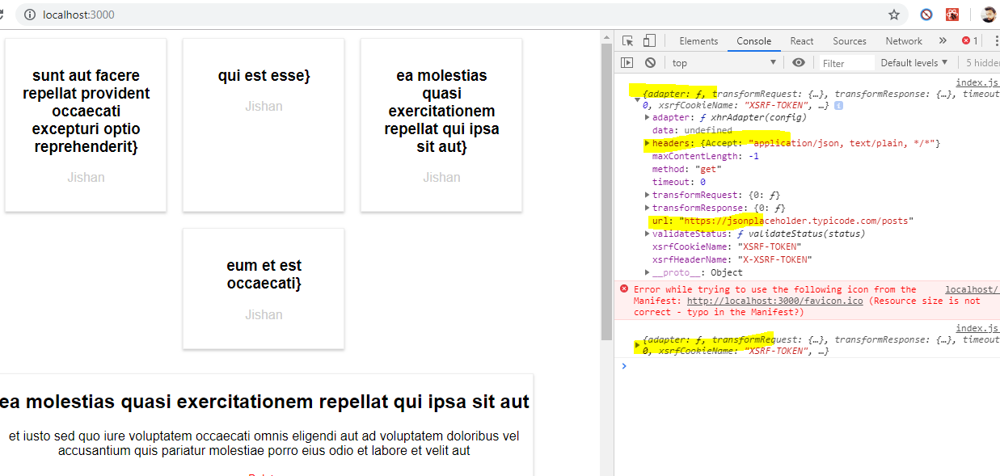 localhost:3000
sunt aut facere
repellat provident
occaecati
excepturi optio
reprehenderit}
Jishan
qui est esse}
Jishan
ea molestias
quasi
exercitationem
repellat qui ipsa
sit aut}
Jishan
eum et est
occaecati}
Jishan
ea molestias quasi exercitationem repellat qui ipsa sit aut
et iusto sed quo iure voluptatem occaecati omnis eligendi aut ad voluptatem doloribus vel
accusantium quis pariatur molestiae porro eius odio et labore et velit aut
Elements Console React Sources Network » 1
top Filter Default levels ▼ 5 hidden
index.js
{adapter: ƒ, transformRequest: {…}, transformResponse: {…}, timeout
0, xsrfCookieName: "XSRF-TOKEN", …} i
adapter: ƒ xhrAdapter(config)
data: undefined
headers: {Accept: "application/json, text/plain, */*"}
maxContentLength: -1
method: "get"
timeout: 0
transformRequest: {0: ƒ}
transformResponse: {0: ƒ}
url: "https://jsonplaceholder.typicode.com/posts"
validateStatus: ƒ validateStatus(status)
xsrfCookieName: "XSRF-TOKEN"
xsrfHeaderName: "X-XSRF-TOKEN"
__proto__: Object
Error while trying to use the following icon from the localhost/
Manifest: http://localhost:3000/favicon.ico (Resource size is not
correct - typo in the Manifest?)
index.js
{adapter: ƒ, transformRequest: {…}, transformResponse: {…}, timeout
0, xsrfCookieName: "XSRF-TOKEN", …}